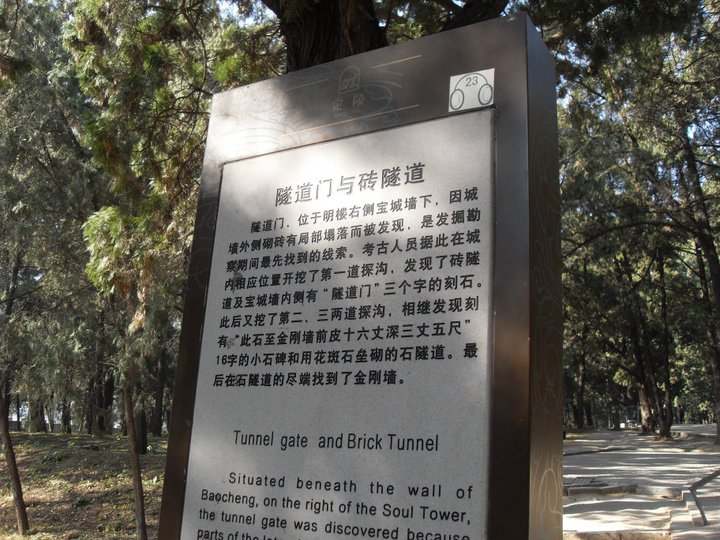 定陵
23
隧道门与砖隧道
隧道门，位于明楼右侧宝城墙下，因城
墙外侧砌砖有局部塌落而被发现，是发掘勘
察期间最先找到的线索。考古人员据此在城
内相应位置开挖了第一道探沟，发现了砖隧
道及宝城墙内侧有“隧道门”三个字的刻石。
此后又挖了第二、三两道探沟，相继发现刻
有“此石至金刚墙前皮十六丈深三丈五尺”
16字的小石碑和用花斑石垒砌的石隧道。最
后在石隧道的尽端找到了金刚墙。
Tunnel gate and Brick Tunnel
Situated beneath the wall of
Baocheng, on the right of the Soul Tower,
the tunnel gate was discovered because
parts of the